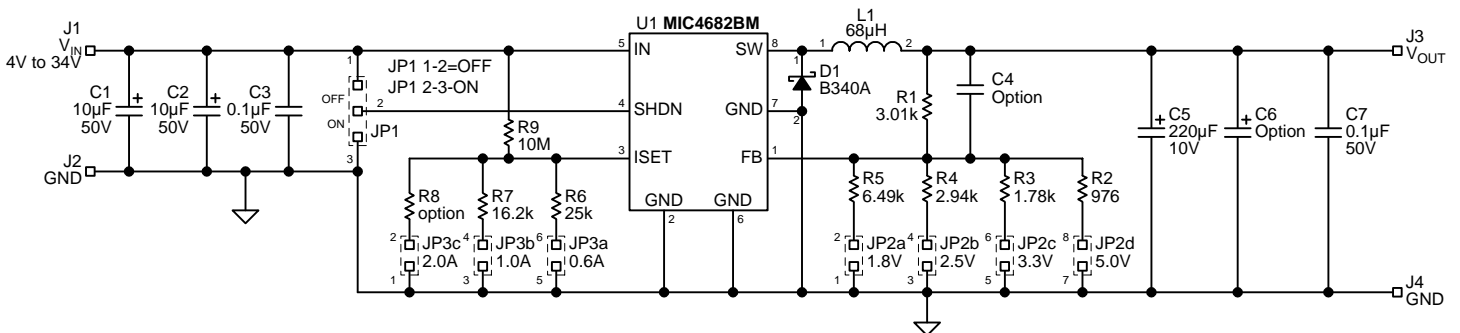 U1 MIC4682BM
J1
VIN
4V to 34V
J2
GND
C1
10µF
50V
C2
10µF
50V
C3
0.1µF
50V
+
+
1
OFF
ON
2
3
JP1
JP1 1-2=OFF
JP1 2-3-ON
R9
10M
5
IN
4
SHDN
3
ISET
SW
8
GND
7
FB
1
GND
2
GND
6
R8
option
R7
16.2k
R6
25k
2
JP3c
2.0A
1
4
JP3b
1.0A
3
6
JP3a
0.6A
5
1
D1
B340A
2
L1
68µH
1
2
R1
3.01k
C4
Option
R5
6.49k
R4
2.94k
R3
1.78k
R2
976
2
JP2a
1.8V
1
4
JP2b
2.5V
3
6
JP2c
3.3V
5
8
JP2d
5.0V
7
+
C5
220µF
10V
+
C6
Option
C7
0.1µF
50V
J3
VOUT
J4
GND